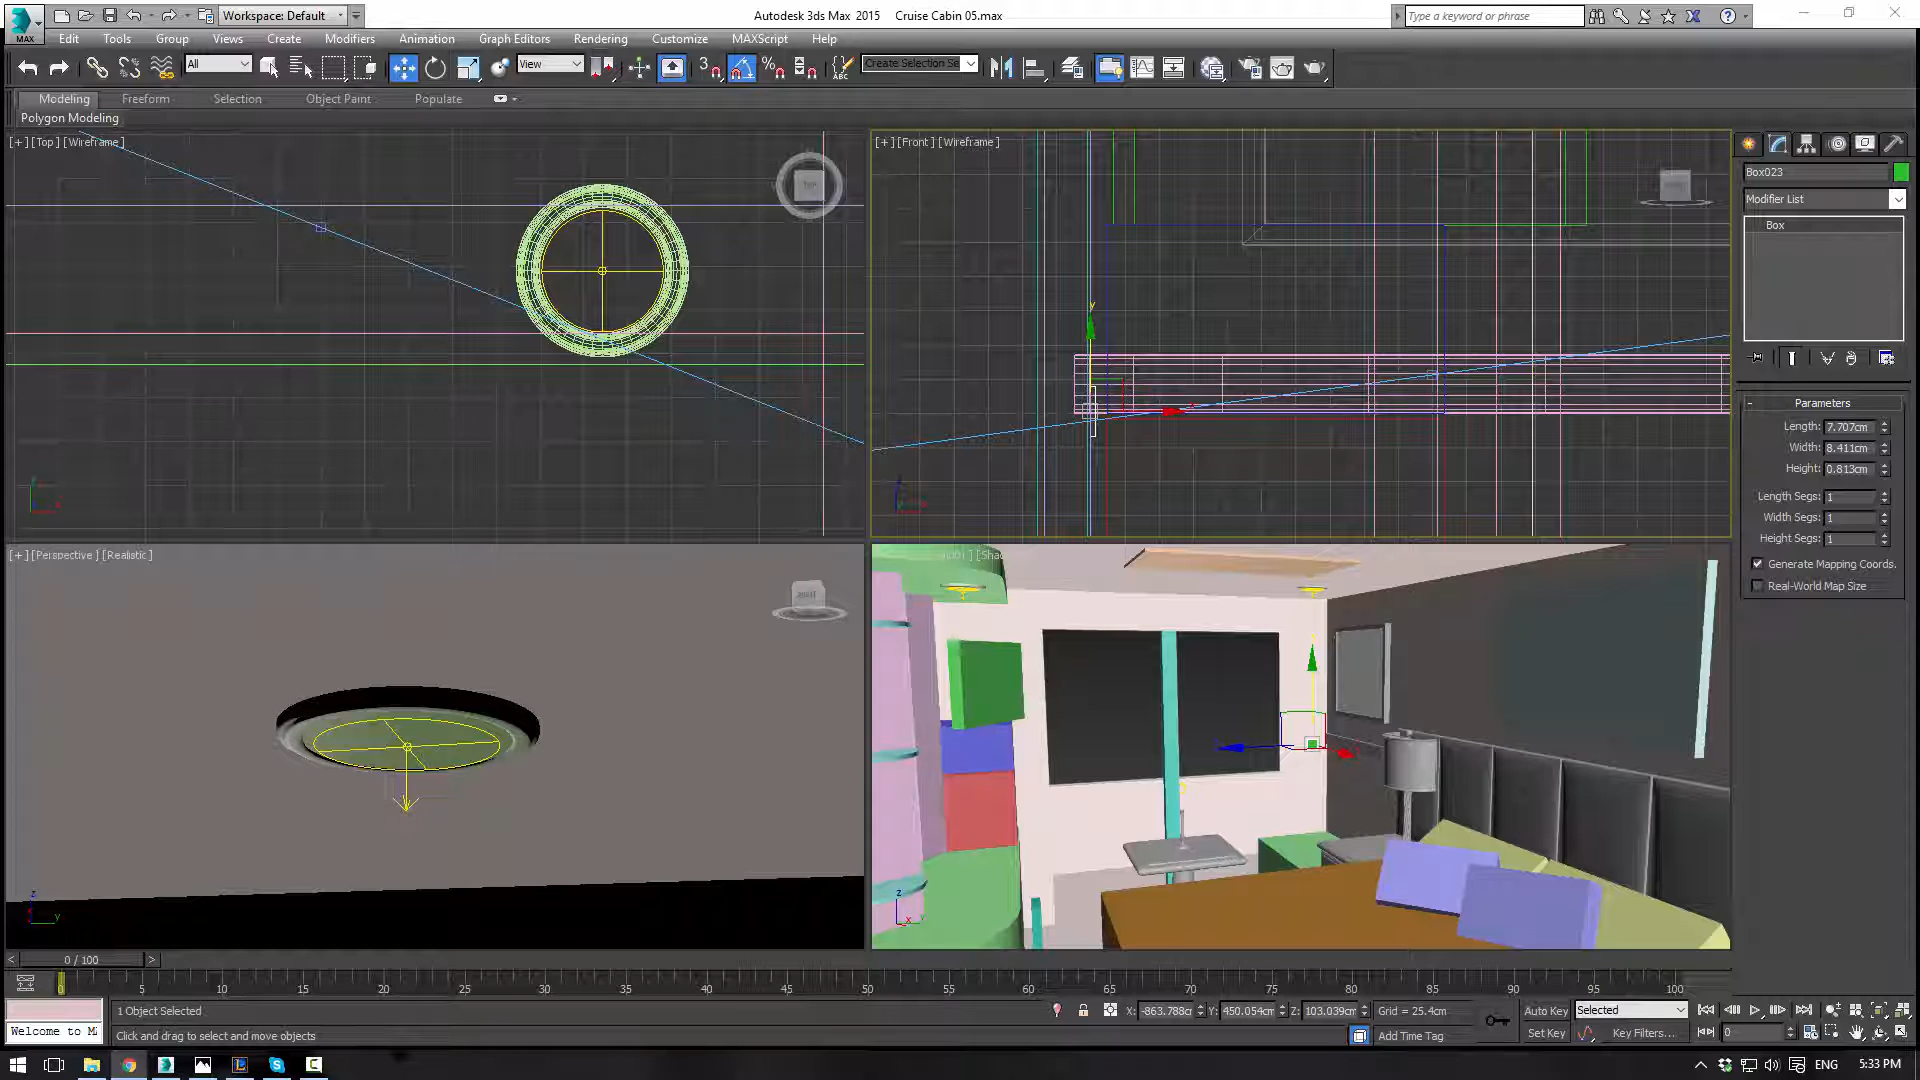 MAX
Workspace: Default
Autodesk 3ds Max 2015 Cruise Cabin 05.max
Type a keyword or phrase
Edit Tools Group Views Create Modifiers Animation Graph Editors Rendering Customize MAXScript Help
All
View
3
%
ABC
Create Selection Se
Modeling Freeform Selection Object Paint Populate
Polygon Modeling
[+] [Top] [Wireframe]
TOP
[+] [Front] [Wireframe]
y
Box023
Modifier List
Box
Parameters
Length: 7.707cm
Width: 8.411cm
Height: 0.813cm
Length Segs: 1
Width Segs: 1
Height Segs: 1
Generate Mapping Coords.
Real-World Map Size
[+] [Perspective] [Realistic]
z
y
z
x
0 / 100
0 5 10 15 20 25 30 35 40 45 50 55 60 65 70 75 80 85 90 95 100
1 Object Selected
X: -863.788cm Y: 450.054cm Z: 103.039cm Grid = 25.4cm Auto Key Selected
Welcome to M
Click and drag to select and move objects
Add Time Tag Set Key Key Filters... 0
ENG 5:33 PM